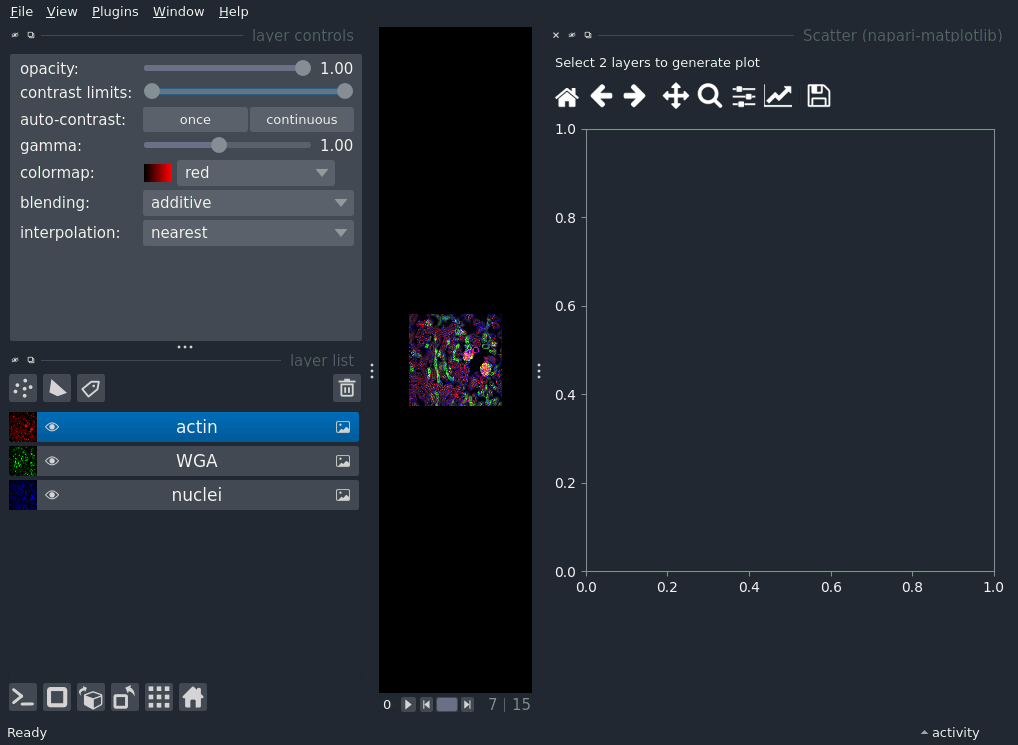 File View Plugins Window Help
layer controls
opacity: 1.00
contrast limits:
auto-contrast: once continuous
gamma: 1.00
colormap: red
blending: additive
interpolation: nearest
layer list
actin
WGA
nuclei
0 7 | 15
Scatter (napari-matplotlib)
Select 2 layers to generate plot
1.0
0.8
0.6
0.4
0.2
0.0
0.0 0.2 0.4 0.6 0.8 1.0
Ready
activity